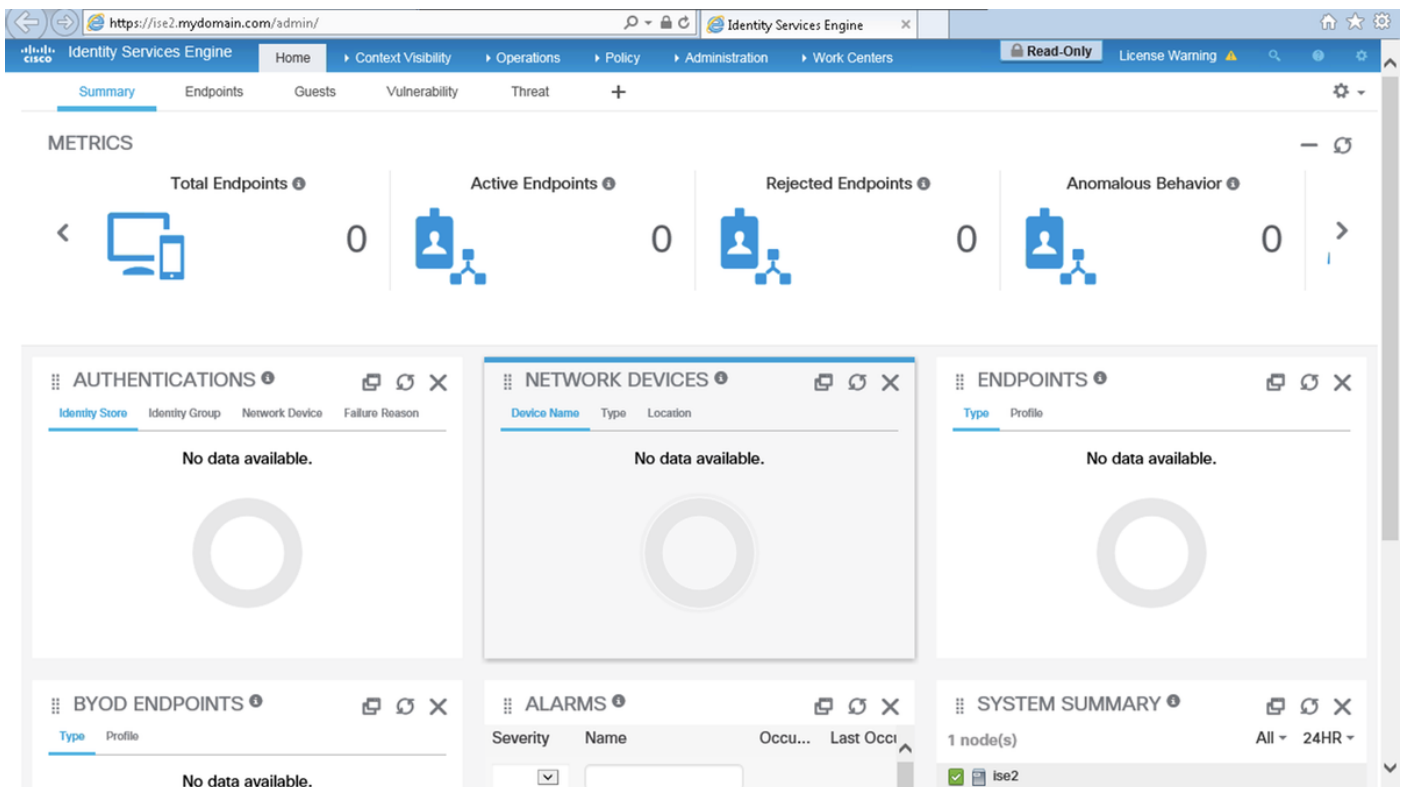 https://ise2.mydomain.com/admin/
Identity Services Engine
cisco Identity Services Engine Home Context Visibility Operations Policy Administration Work Centers Read-Only License Warning
Summary Endpoints Guests Vulnerability Threat +
METRICS
Total Endpoints Active Endpoints Rejected Endpoints Anomalous Behavior
0 0 0 0
AUTHENTICATIONS
Identity Store Identity Group Network Device Failure Reason
No data available.
NETWORK DEVICES
Device Name Type Location
No data available.
ENDPOINTS
Type Profile
No data available.
BYOD ENDPOINTS
Type Profile
No data available.
ALARMS
Severity Name Occu... Last Occu
SYSTEM SUMMARY
1 node(s) All 24HR
ise2